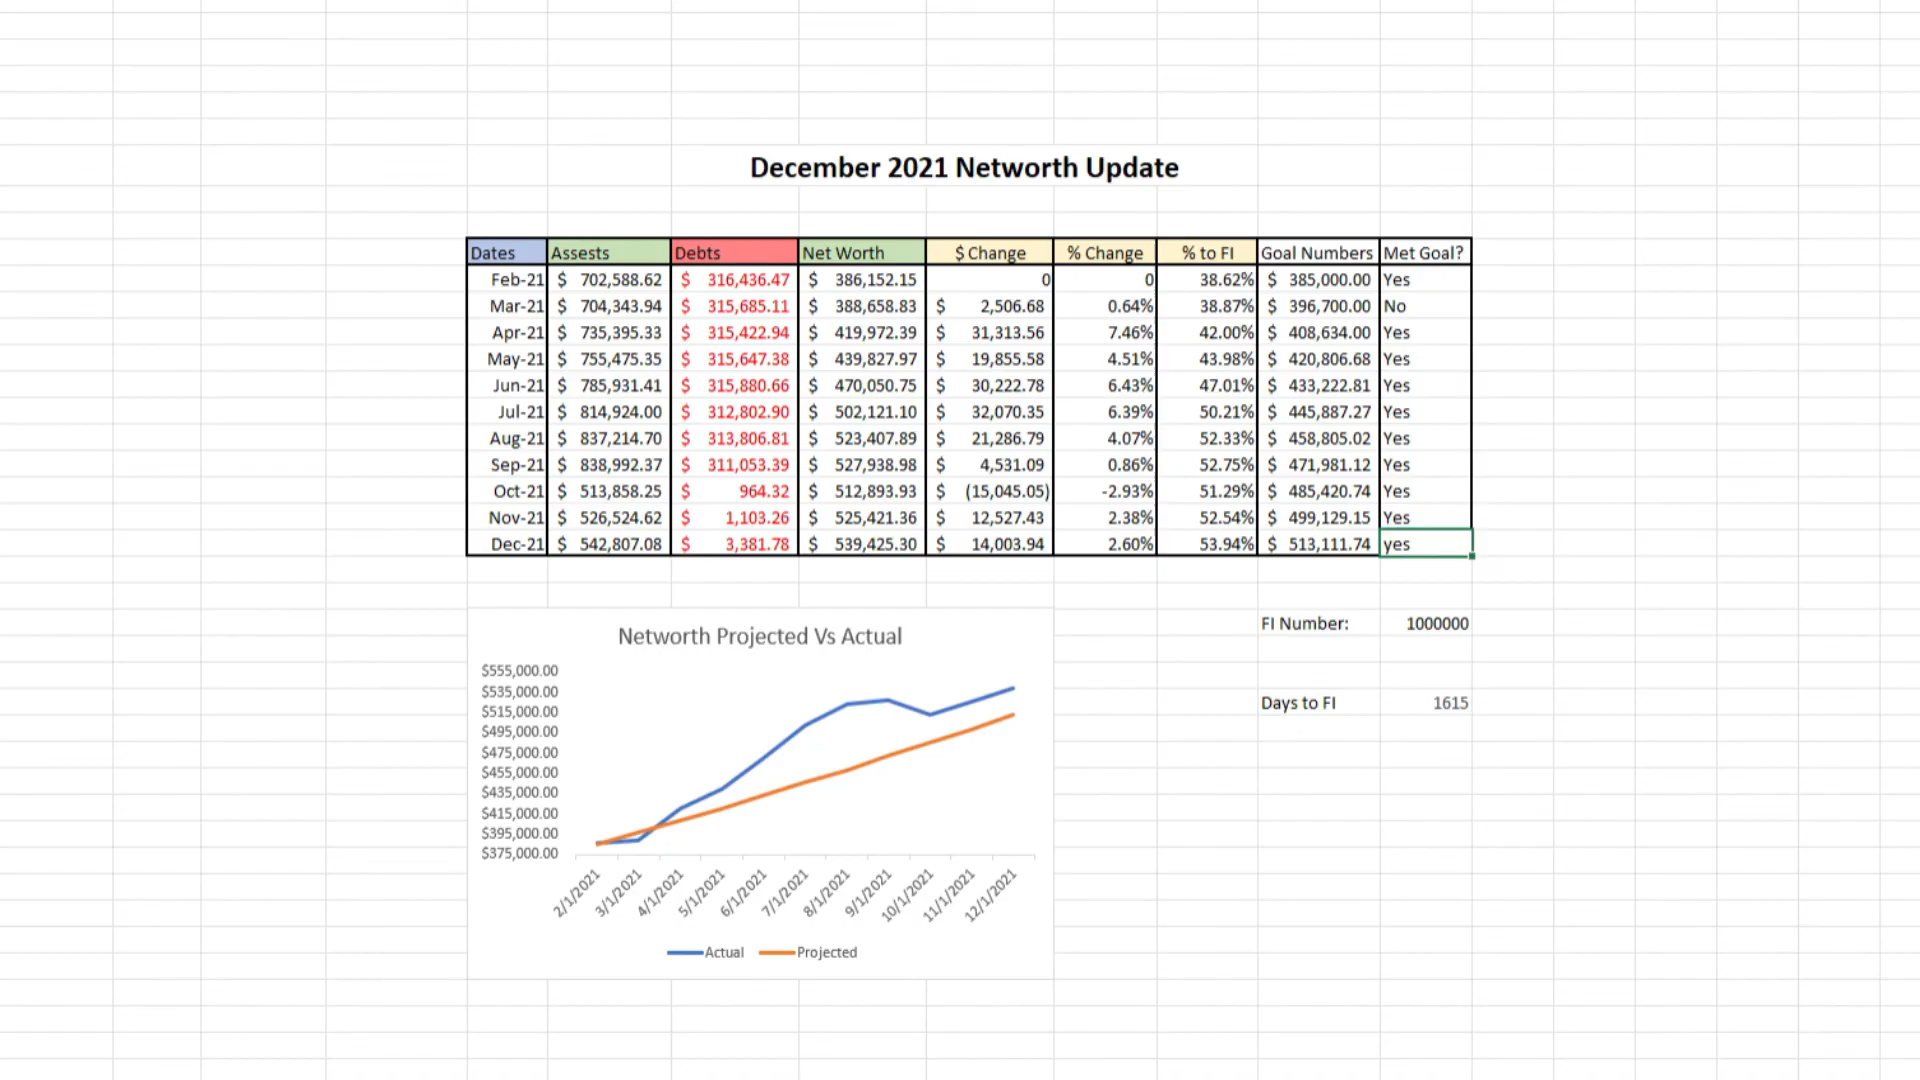 December 2021 Networth Update
Dates Assests Debts Net Worth $ Change % Change % to FI Goal Numbers Met Goal?
Feb-21 $ 702,588.62 $ 316,436.47 $ 386,152.15 0 0 38.62% $ 385,000.00 Yes
Mar-21 $ 704,343.94 $ 315,685.11 $ 388,658.83 $ 2,506.68 0.64% 38.87% $ 396,700.00 No
Apr-21 $ 735,395.33 $ 315,422.94 $ 419,972.39 $ 31,313.56 7.46% 42.00% $ 408,634.00 Yes
May-21 $ 755,475.35 $ 315,647.38 $ 439,827.97 $ 19,855.58 4.51% 43.98% $ 420,806.68 Yes
Jun-21 $ 785,931.41 $ 315,880.66 $ 470,050.75 $ 30,222.78 6.43% 47.01% $ 433,222.81 Yes
Jul-21 $ 814,924.00 $ 312,802.90 $ 502,121.10 $ 32,070.35 6.39% 50.21% $ 445,887.27 Yes
Aug-21 $ 837,214.70 $ 313,806.81 $ 523,407.89 $ 21,286.79 4.07% 52.33% $ 458,805.02 Yes
Sep-21 $ 838,992.37 $ 311,053.39 $ 527,938.98 $ 4,531.09 0.86% 52.75% $ 471,981.12 Yes
Oct-21 $ 513,858.25 $ 964.32 $ 512,893.93 $ (15,045.05) -2.93% 51.29% $ 485,420.74 Yes
Nov-21 $ 526,524.62 $ 1,103.26 $ 525,421.36 $ 12,527.43 2.38% 52.54% $ 499,129.15 Yes
Dec-21 $ 542,807.08 $ 3,381.78 $ 539,425.30 $ 14,003.94 2.60% 53.94% $ 513,111.74 yes
Networth Projected Vs Actual
$555,000.00
$535,000.00
$515,000.00
$495,000.00
$475,000.00
$455,000.00
$435,000.00
$415,000.00
$395,000.00
$375,000.00
2/1/2021 3/1/2021 4/1/2021 5/1/2021 6/1/2021 7/1/2021 8/1/2021 9/1/2021 10/1/2021 11/1/2021 12/1/2021
Actual Projected
FI Number: 1000000
Days to FI 1615